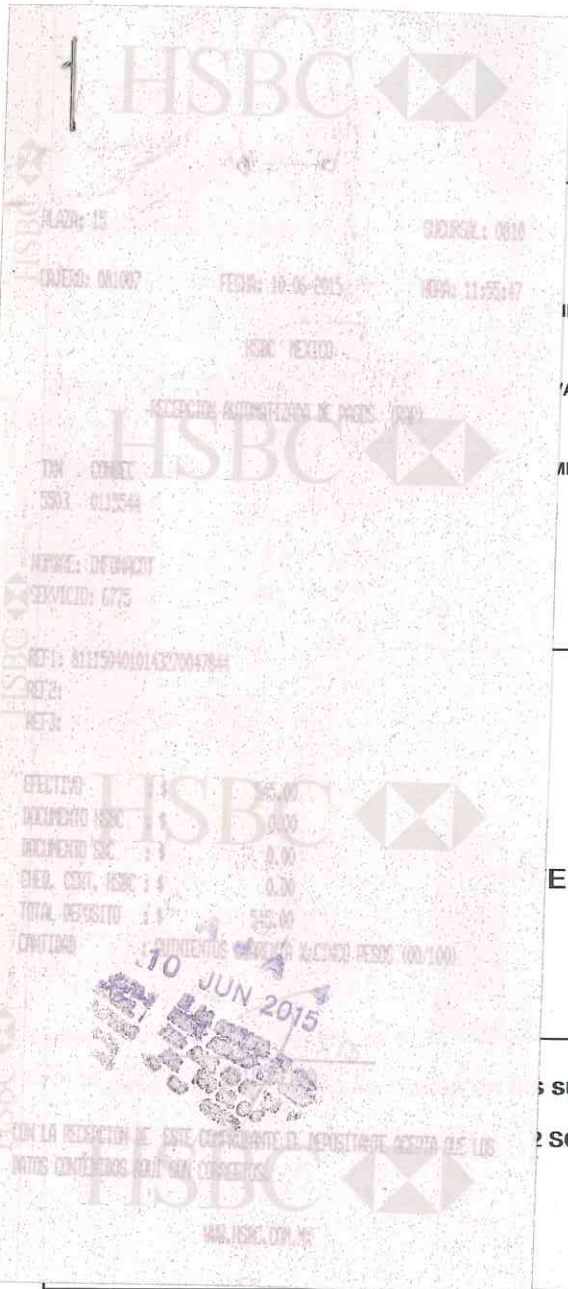 HSBC
PLAZA: 15 SUCURSAL: 0810
CAJERO: 081007 FECHA: 10-06-2015 HORA: 11:55:47
HSBC MEXICO
RECEPCION AUTOMATIZADA DE PAGOS (RAP)
HSBC
TXN CONSEC
5503 0115544
NOMBRE: INFONACOT
SERVICIO: 6775
REF1:
REF2:
REF3:
EFECTIVO : $ 545.00
HSBC
DOCUMENTO HSBC : $ 0.00
DOCUMENTO SBC : $ 0.00
CHEQ. CERT. HSBC : $ 0.00
TOTAL DEPOSITO : $ 545.00
CANTIDAD : QUINIENTOS CUARENTA Y CINCO PESOS (00/100)
10 JUN 2015
CON LA RECEPCION DE ESTE COMPROBANTE EL DEPOSITANTE ACEPTA QUE LOS
DATOS CONTENIDOS AQUI SON CORRECTOS.
HSBC
WWW.HSBC.COM.MX